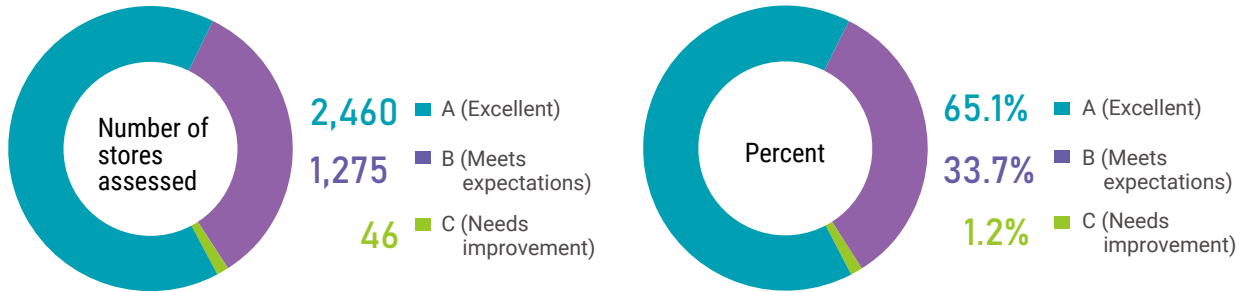 Number of
stores
assessed
2,460 A (Excellent)
1,275 B (Meets
expectations)
46 C (Needs
improvement)
Percent
65.1% A (Excellent)
33.7% B (Meets
expectations)
1.2% C (Needs
improvement)